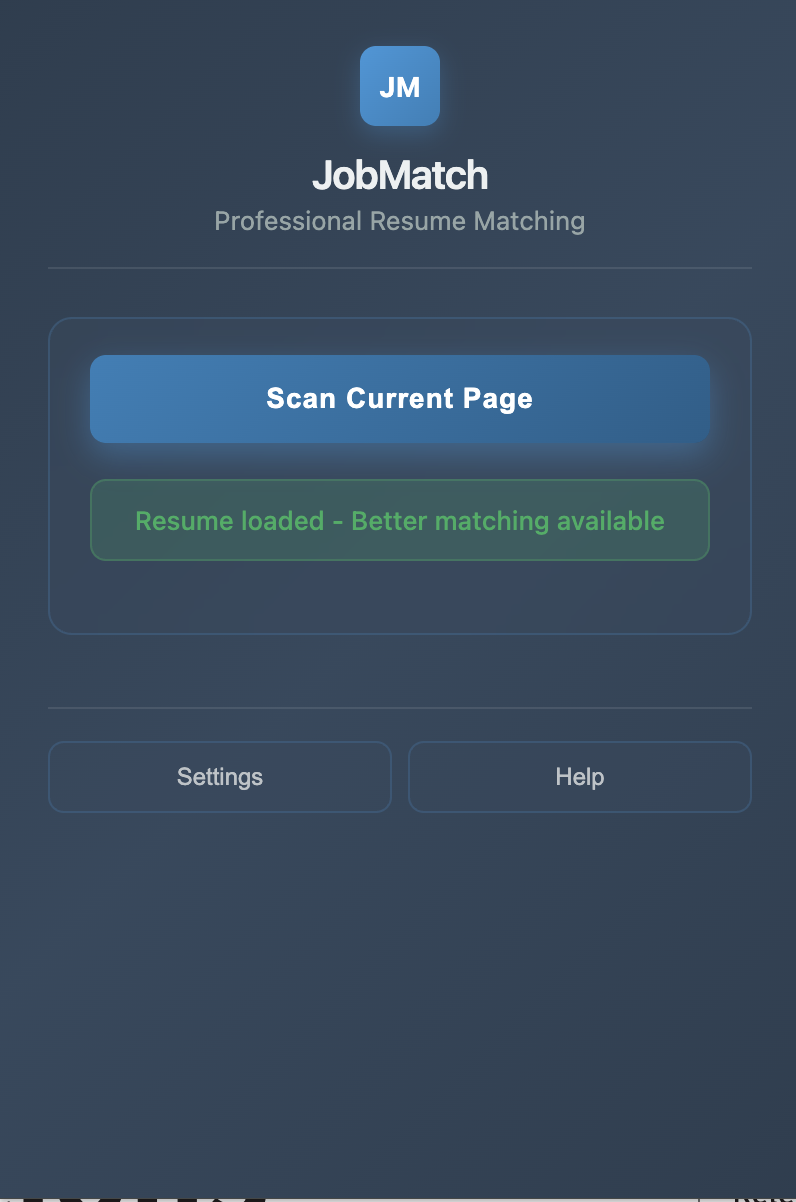 JM
JobMatch
Professional Resume Matching
Scan Current Page
Resume loaded - Better matching available
Settings
Help